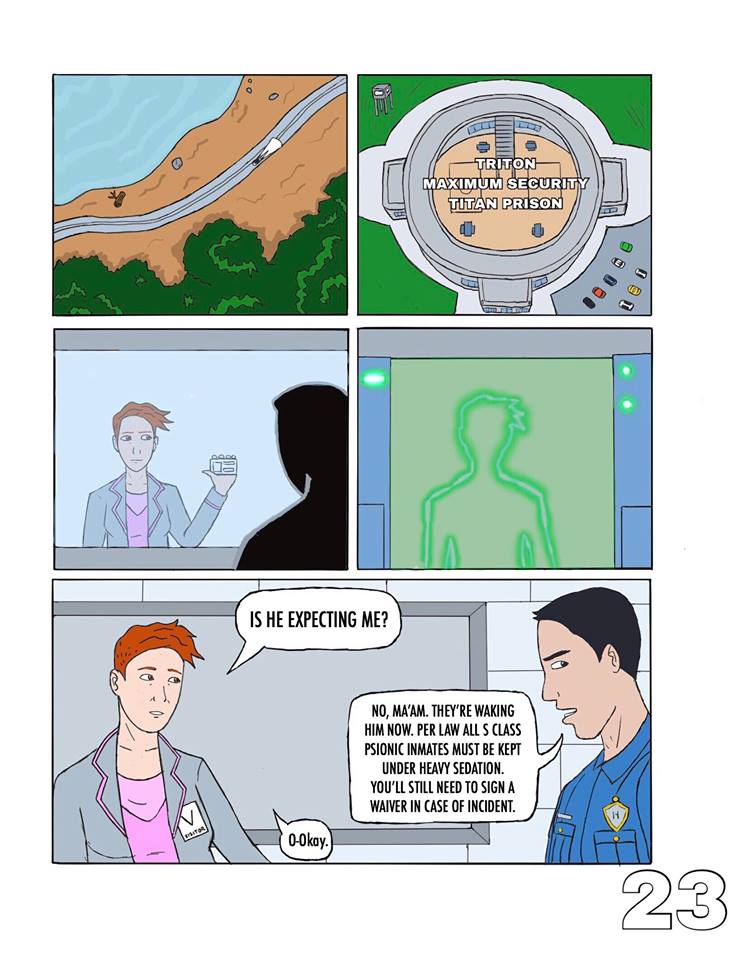 TRITON
MAXIMUM SECURITY
TITAN PRISON
IS HE EXPECTING ME?
NO, MA'AM. THEY'RE WAKING
HIM NOW. PER LAW ALL S CLASS
PSIONIC INMATES MUST BE KEPT
UNDER HEAVY SEDATION.
YOU'LL STILL NEED TO SIGN A
WAIVER IN CASE OF INCIDENT.
V
VISITOR
H
O-Okay.
23